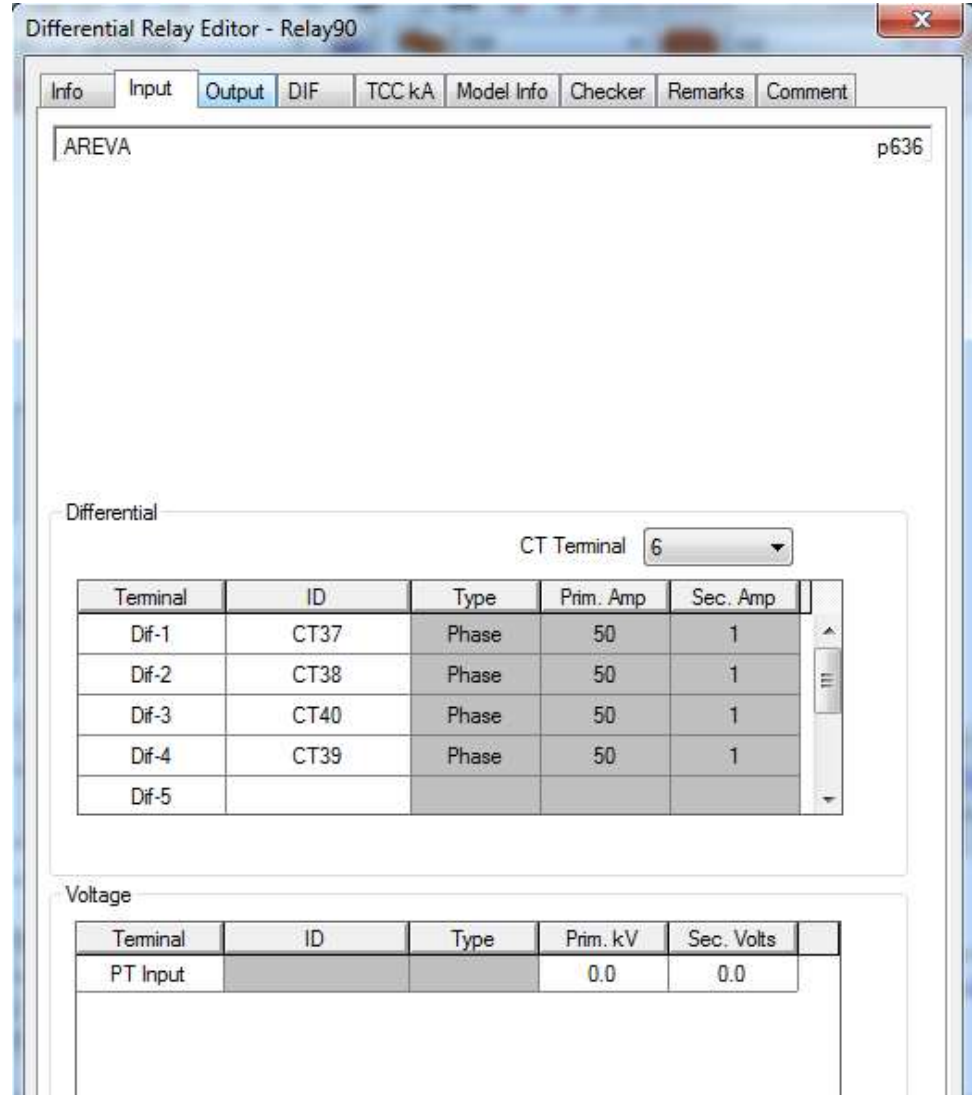 Differential Relay Editor - Relay90
Info Input Output DIF TCC kA Model Info Checker Remarks Comment
AREVA p636
Differential
CT Terminal 6
Terminal ID Type Prim. Amp Sec. Amp
Dif-1 CT37 Phase 50 1
Dif-2 CT38 Phase 50 1
Dif-3 CT40 Phase 50 1
Dif-4 CT39 Phase 50 1
Dif-5
Voltage
Terminal ID Type Prim. kV Sec. Volts
PT Input 0.0 0.0